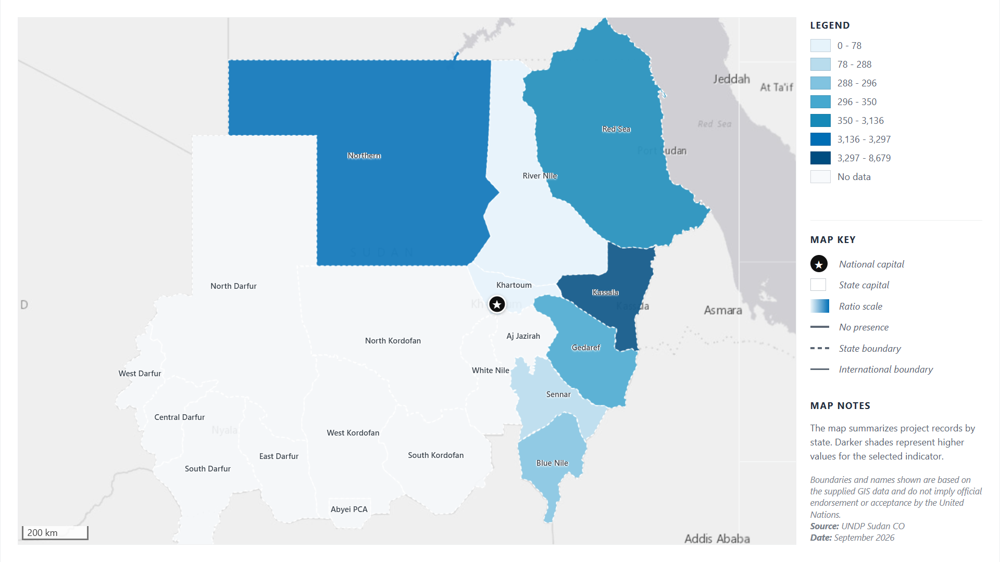 Jeddah
At Ta'if
Red Sea
Red Sea
Port Sudan
Northern
River Nile
SUDAN
North Darfur
Khartoum
Kassala
Kassala
D
Asmara
Aj Jazirah
North Kordofan
Gedaref
White Nile
West Darfur
Sennar
Central Darfur
Nyala
West Kordofan
South Kordofan
East Darfur
Blue Nile
South Darfur
Abyei PCA
200 km
Addis Ababa
LEGEND
0 - 78
78 - 288
288 - 296
296 - 350
350 - 3,136
3,136 - 3,297
3,297 - 8,679
No data
MAP KEY
National capital
State capital
Ratio scale
No presence
State boundary
International boundary
MAP NOTES
The map summarizes project records by
state. Darker shades represent higher
values for the selected indicator.
Boundaries and names shown are based on
the supplied GIS data and do not imply official
endorsement or acceptance by the United
Nations.
Source: UNDP Sudan CO
Date: September 2026